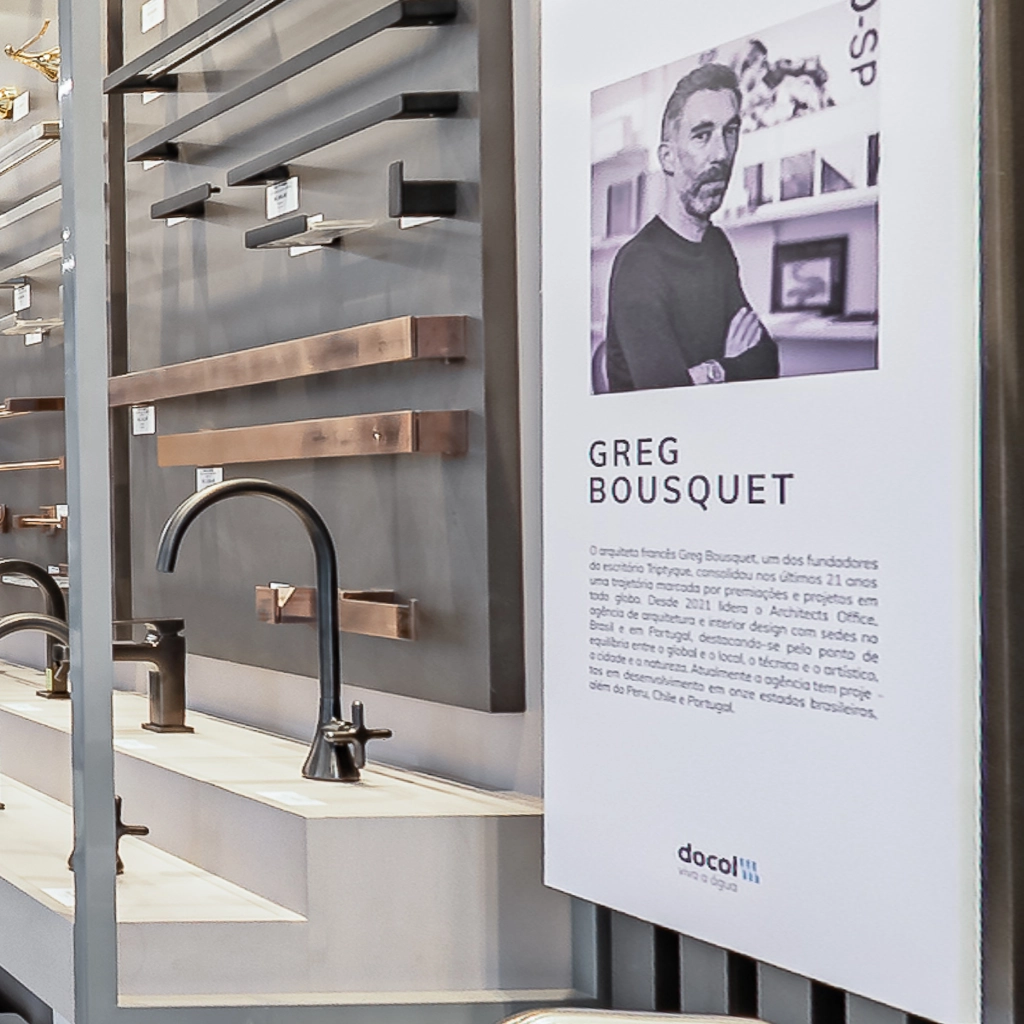 O-SP
GREG
BOUSQUET
O arquiteto francês Greg Bousquet, um dos fundadores
do escritório Triptyque, consolidou nos últimos 21 anos
uma trajetória marcada por premiações e projetos em
todo globo. Desde 2021 lidera o Architects Office,
agência de arquitetura e interior design com sedes no
Brasil e em Portugal, destacando-se pelo ponto de
equilíbrio entre o global e o local, o técnico e o artístico,
a cidade e a natureza. Atualmente a agência tem proje -
tos em desenvolvimento em onze estados brasileiros,
além do Peru, Chile e Portugal.
docol
viva a água